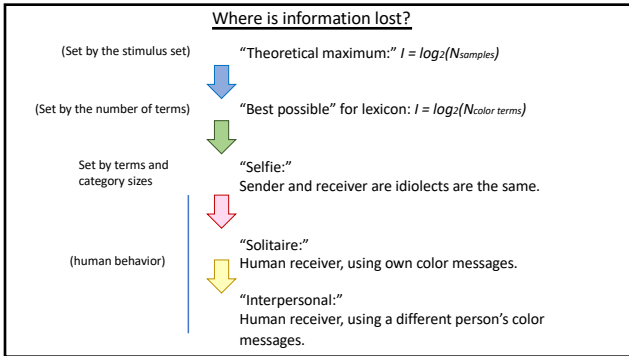 Where is information lost?
(Set by the stimulus set)
“Theoretical maximum:” I = log2(Nsamples)
(Set by the number of terms)
“Best possible” for lexicon: I = log2(Ncolor terms)
Set by terms and
category sizes
“Selfie:”
Sender and receiver are idiolects are the same.
“Solitaire:”
(human behavior)
Human receiver, using own color messages.
“Interpersonal:”
Human receiver, using a different person’s color
messages.